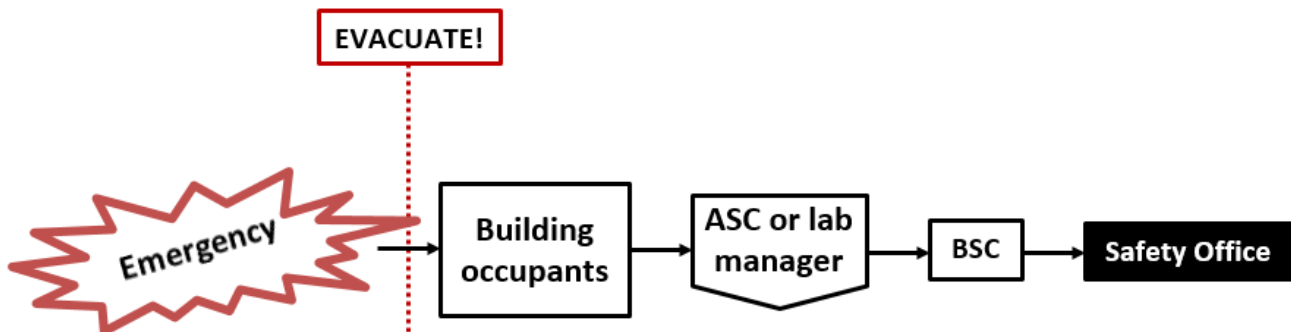 EVACUATE!
Emergency
Building
occupants
ASC or lab
manager
BSC
Safety Office